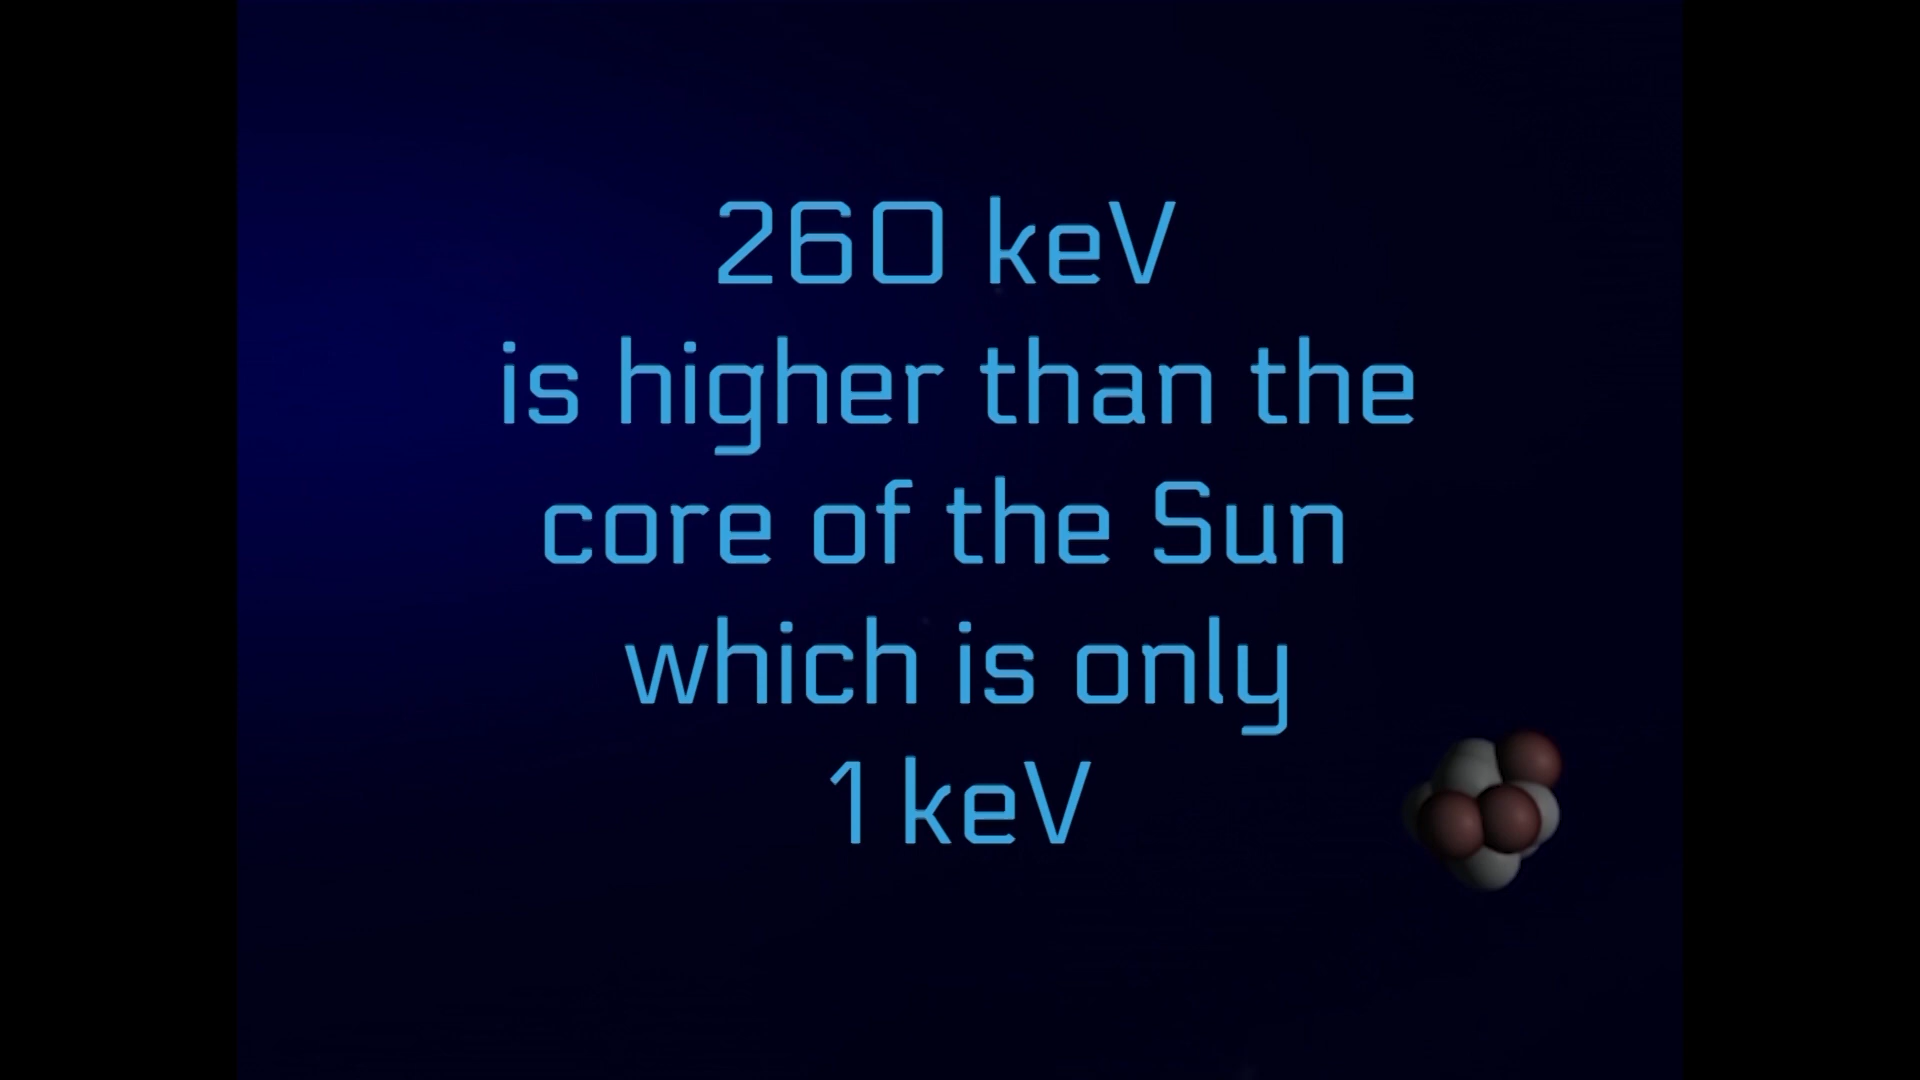 260 keV
is higher than the
core of the Sun
which is only
1 keV